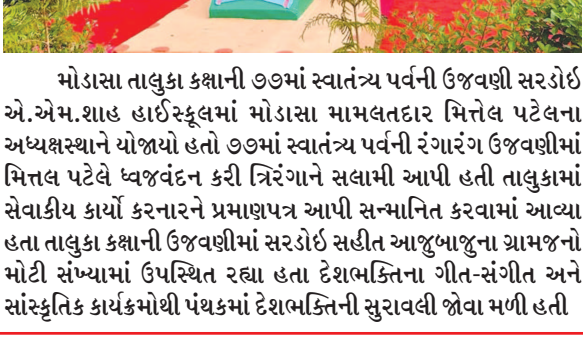 મોડાસા તાલુકા કક્ષાની ૭૭માં સ્વાતંત્ર્ય પર્વની ઉજવણી સરડોઇ
એ.એમ.શાહ હાઈસ્કૂલમાં મોડાસા મામલતદાર મિત્તેલ પટેલના
અધ્યક્ષસ્થાને યોજાયો હતો ૭૭માં સ્વાતંત્ર્ય પર્વની રંગારંગ ઉજવણીમાં
મિત્તલ પટેલે ધ્વજવંદન કરી ત્રિરંગાને સલામી આપી હતી તાલુકામાં
સેવાકીય કાર્યો કરનારને પ્રમાણપત્ર આપી સન્માનિત કરવામાં આવ્યા
હતા તાલુકા કક્ષાની ઉજવણીમાં સરડોઇ સહીત આજુબાજુના ગ્રામજનો
મોટી સંખ્યામાં ઉપસ્થિત રહ્યા હતા દેશભક્તિના ગીત-સંગીત અને
સાંસ્કૃતિક કાર્યક્રમોથી પંથકમાં દેશભક્તિની સુરાવલી જોવા મળી હતી